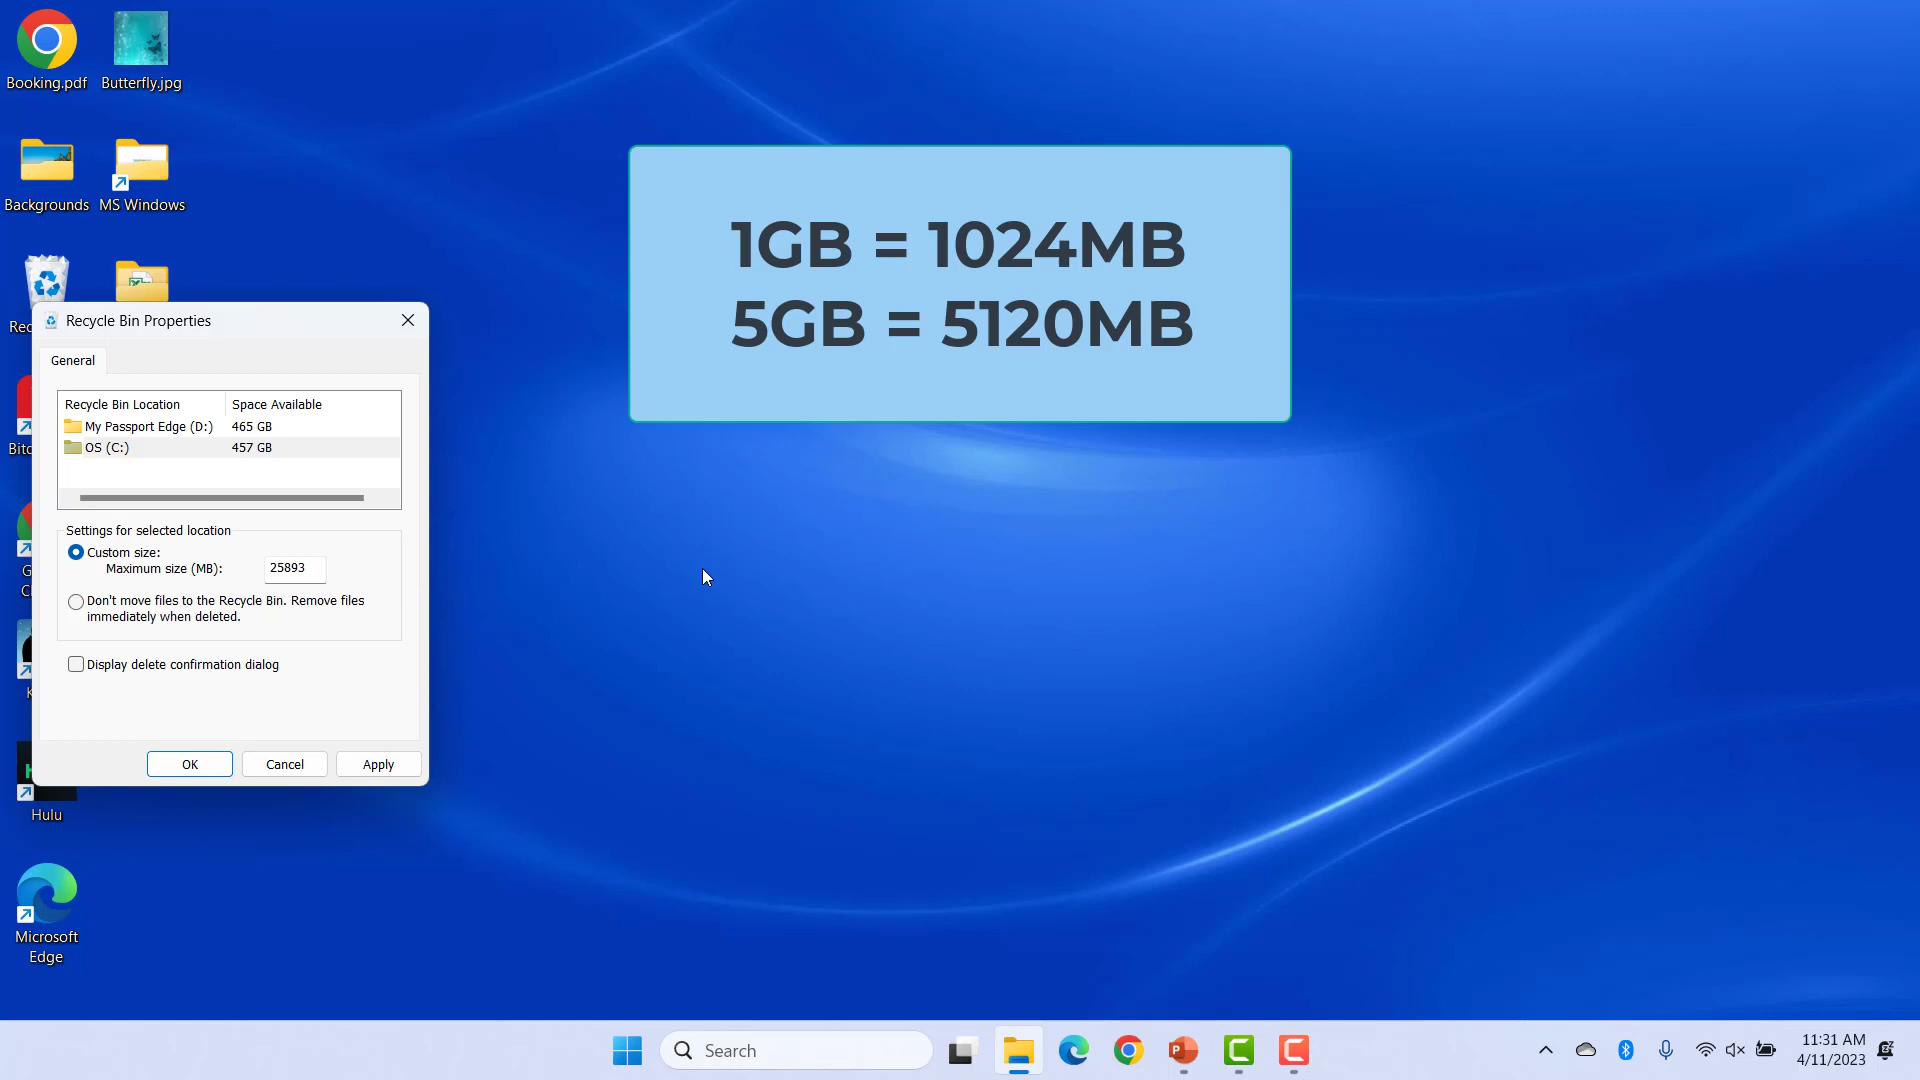 Booking.pdf
Butterfly.jpg
Backgrounds
MS Windows
1GB = 1024MB
5GB = 5120MB
Recycle Bin Properties
General
Recycle Bin Location Space Available
My Passport Edge (D:) 465 GB
OS (C:) 457 GB
Settings for selected location
Custom size:
Maximum size (MB): 25893
Don't move files to the Recycle Bin. Remove files
immediately when deleted.
Display delete confirmation dialog
OK Cancel Apply
Hulu
Microsoft
Edge
Search
11:31 AM
4/11/2023